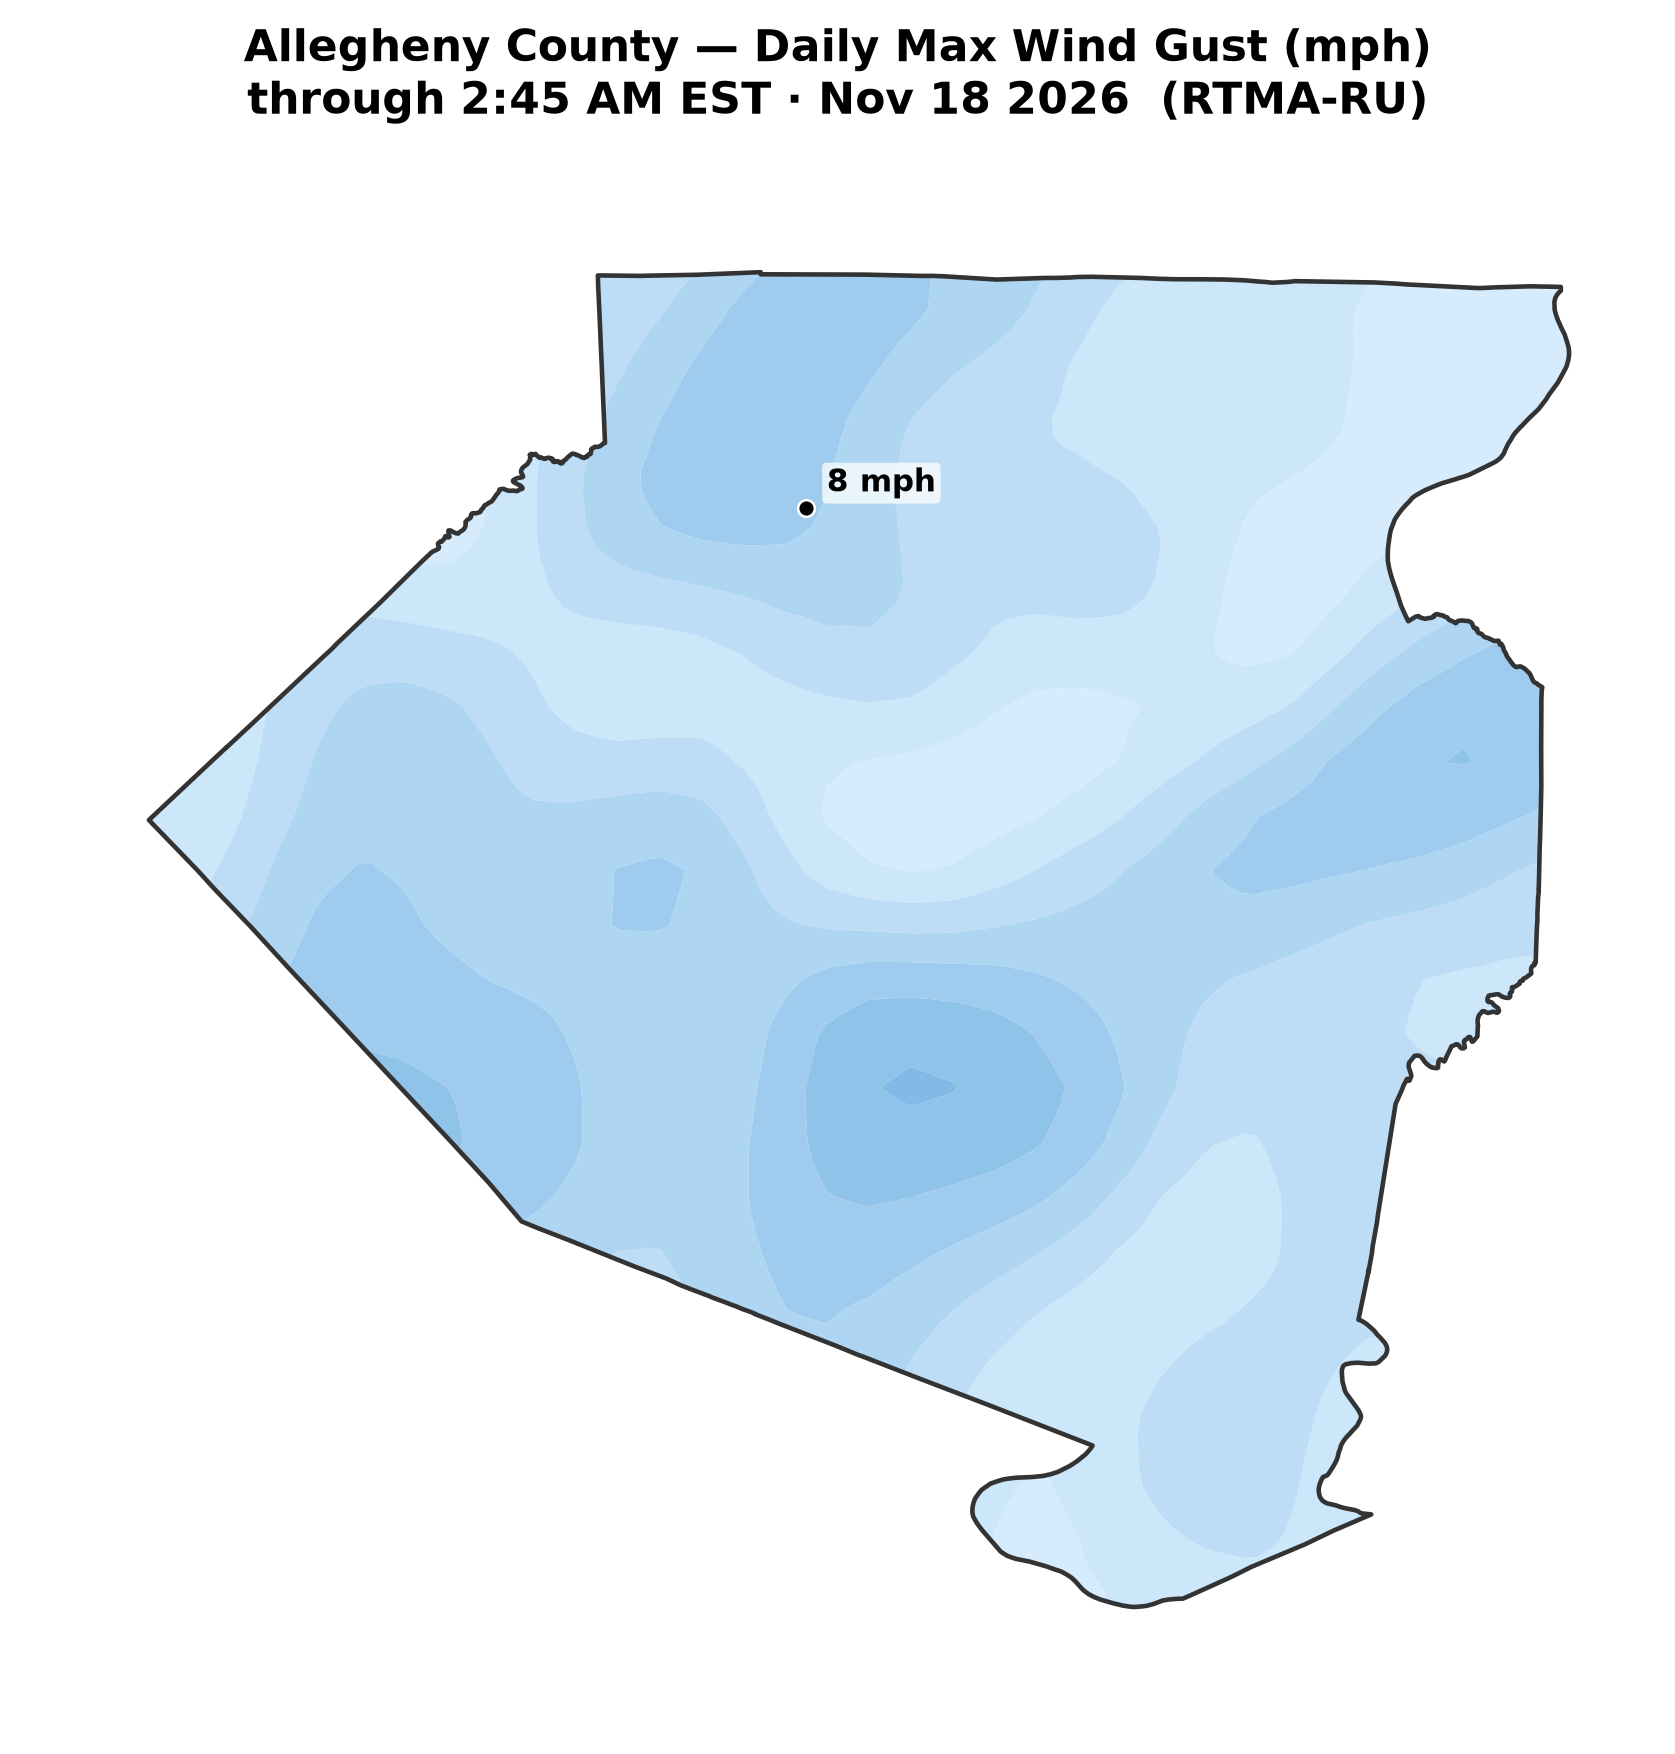 Allegheny County — Daily Max Wind Gust (mph)
through 2:45 AM EST · Nov 18 2026 (RTMA-RU)
8 mph